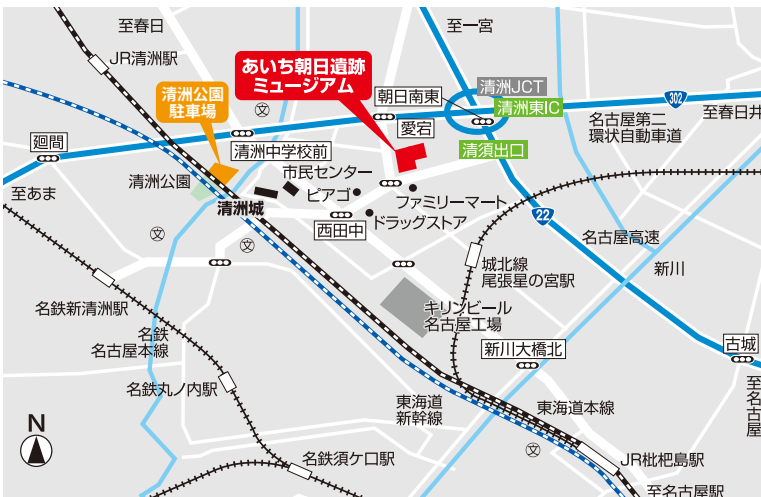 至春日
至一宮
JR清洲駅
あいち朝日遺跡
ミュージアム
清洲公園
駐車場
文
清洲JCT
朝日南東
清洲東IC
302
至春日井
名古屋第二
環状自動車道
愛宕
廻間
清洲中学校前
清須出口
市民センター
清洲公園
至あま
ピアゴ
ファミリーマート
清洲城
ドラッグストア
西田中
22
文
文
名古屋高速
城北線
尾張星の宮駅
新川
名鉄新清洲駅
キリンビール
名古屋工場
名鉄
名古屋本線
新川大橋北
古城
名鉄丸ノ内駅
至名古屋
東海道
新幹線
東海道本線
N
文
名鉄須ケ口駅
JR枇杷島駅
至名古屋駅